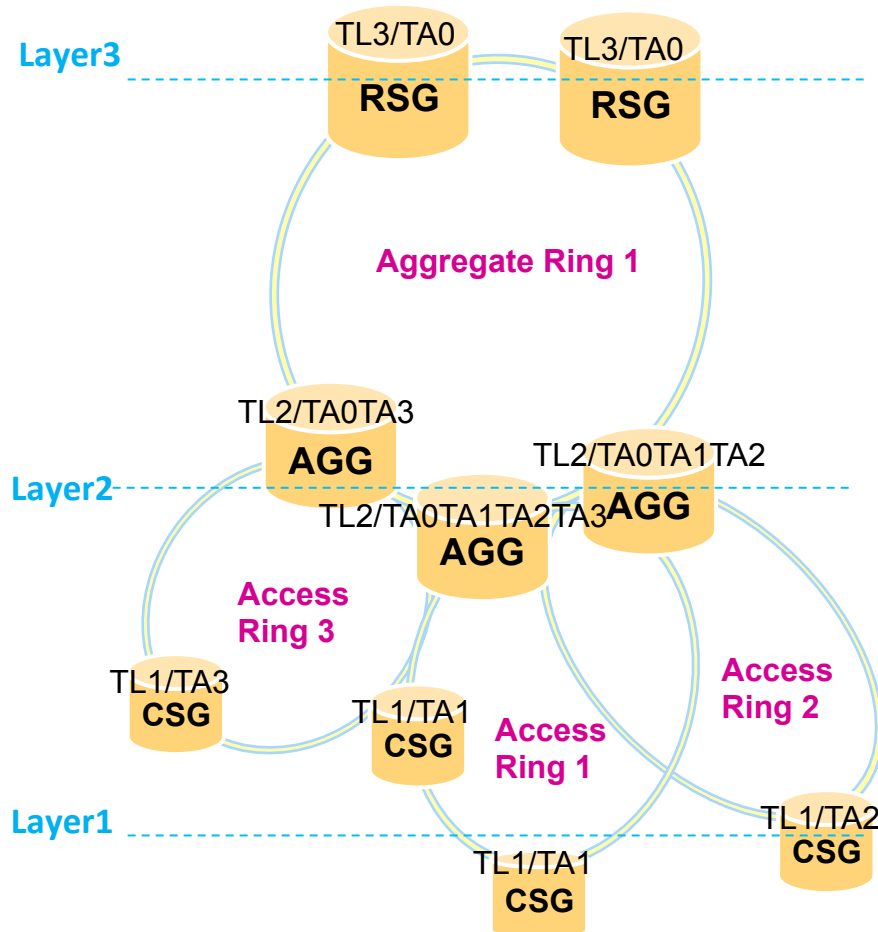 TL3/TA0
TL3/TA0
Layer3
RSG
RSG
Aggregate Ring 1
TL2/TA0TA3
AGG
TL2/TA0TA1TA2
Layer2
AGG
TL2/TA0TA1TA2TA3
AGG
Access
Ring 3
Access
Ring 2
TL1/TA3
CSG
TL1/TA1
CSG
Access
Ring 1
Layer1
TL1/TA2
CSG
TL1/TA1
CSG